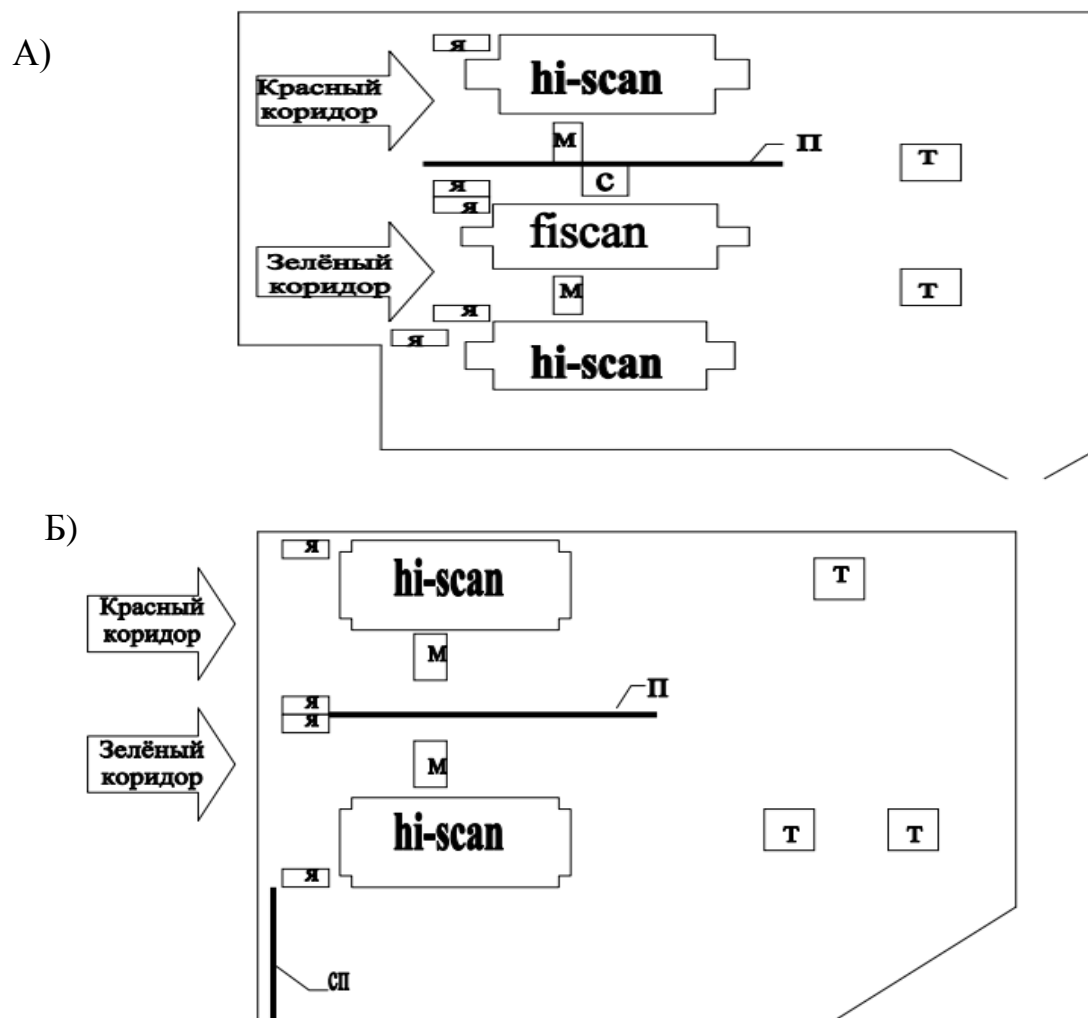 А)
я
hi-scan
Красный
коридор
м
П
т
с
я
я
fiscan
Зелёный
коридор
м
т
я
я
hi-scan
Б)
я
hi-scan
т
Красный
коридор
м
П
я
я
Зелёный
коридор
м
hi-scan
т
т
я
СП